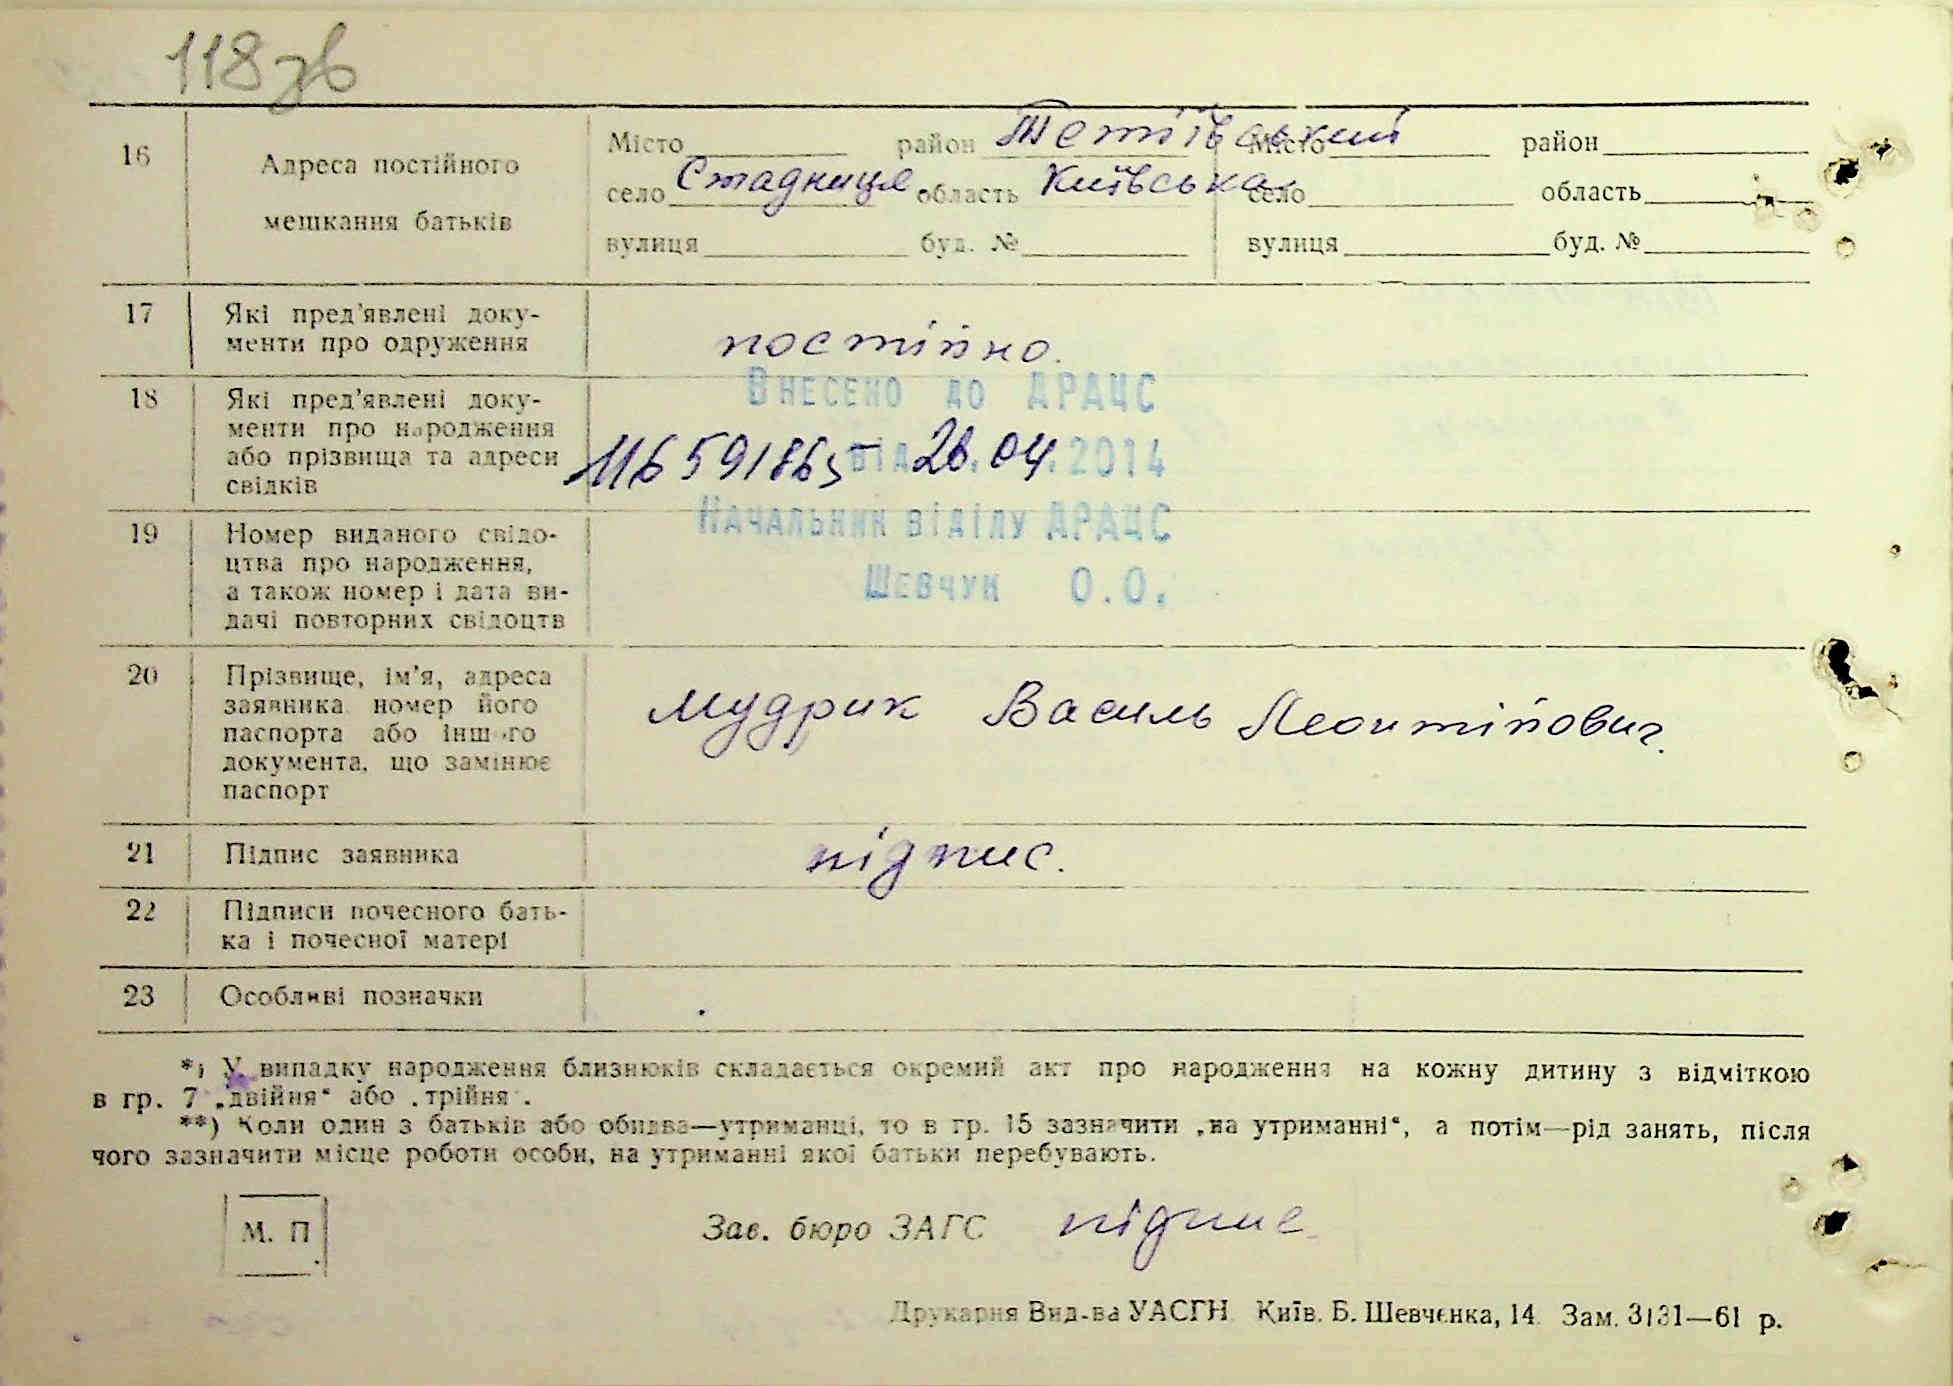 118 зв
16 Адреса постійного мешкання батьків
Місто район Тетіївський Місто район
село Стадниця область Київська село область
вулиця буд. № вулиця буд. №
17 Які пред'явлені доку-
менти про одруження
постійно.
18 Які пред'явлені доку-
менти про народження
або прізвища та адреси
свідків
Внесено до ДРАЦС
від 26.04.2014
Начальник відділу ДРАЦС
Шевчук О.О.
19 Номер виданого свідо-
цтва про народження,
а також номер і дата ви-
дачі повторних свідоцтв
20 Прізвище, ім'я, адреса
заявника номер його
паспорта або іншого
документа, що замінює
паспорт
Мудрик Василь Леонтійович.
21 Підпис заявника підпис.
22 Підписи почесного бать-
ка і почесної матері
23 Особливі позначки
*) У випадку народження близнюків складається окремий акт про народження на кожну дитину з відміткою
в гр. 7 „двійня“ або „трійня“.
**) Коли один з батьків або обидва—утриманці, то в гр. 15 зазначити „на утриманні“, а потім—рід занять, після
чого зазначити місце роботи особи, на утриманні якої батьки перебувають.
М. П.
Зав. бюро ЗАГС підпис
Друкарня Вид-ва УАСГН Київ. Б. Шевченка, 14. Зам. 3131—61 р.